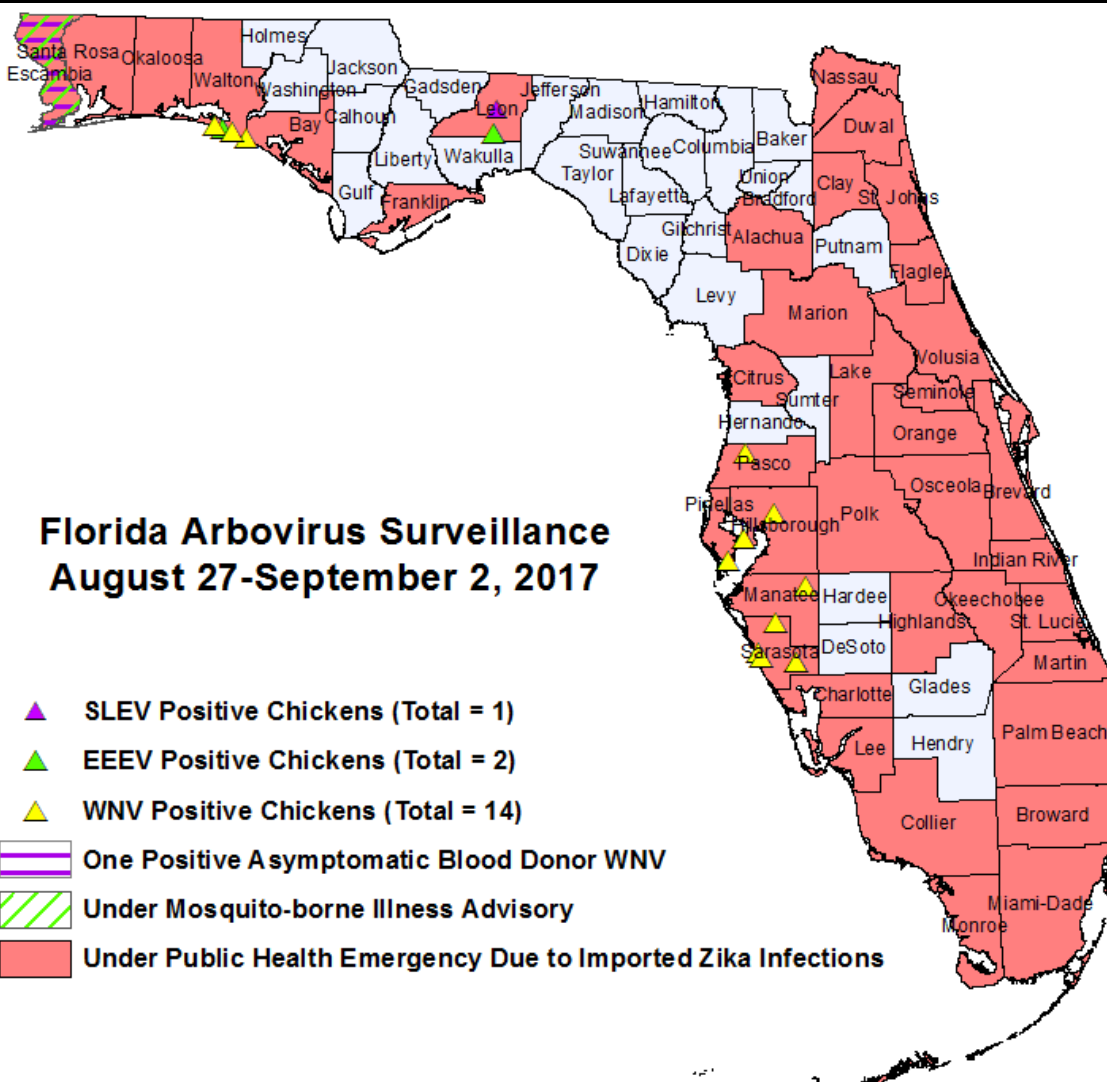 Holmes
Jackson
Santa Rosa
Okaloosa
Escambia
Walton
Washington
Gadsden
Leon
Jefferson
Madison
Hamilton
Nassau
Bay
Calhoun
Liberty
Wakulla
Suwannee
Columbia
Baker
Duval
Taylor
Union
Gulf
Franklin
Lafayette
Bradford
Clay
St. Johns
Gilchrist
Alachua
Putnam
Dixie
Flagler
Levy
Marion
Volusia
Citrus
Lake
Sumter
Seminole
Hernando
Orange
Pasco
Osceola
Brevard
Pinellas
Hillsborough
Polk
Florida Arbovirus Surveillance
August 27-September 2, 2017
Indian River
Manatee
Hardee
Okeechobee
Highlands
St. Lucie
Sarasota
DeSoto
Martin
Charlotte
Glades
Palm Beach
Lee
Hendry
Collier
Broward
Miami-Dade
Monroe
SLEV Positive Chickens (Total = 1)
EEEV Positive Chickens (Total = 2)
WNV Positive Chickens (Total = 14)
One Positive Asymptomatic Blood Donor WNV
Under Mosquito-borne Illness Advisory
Under Public Health Emergency Due to Imported Zika Infections